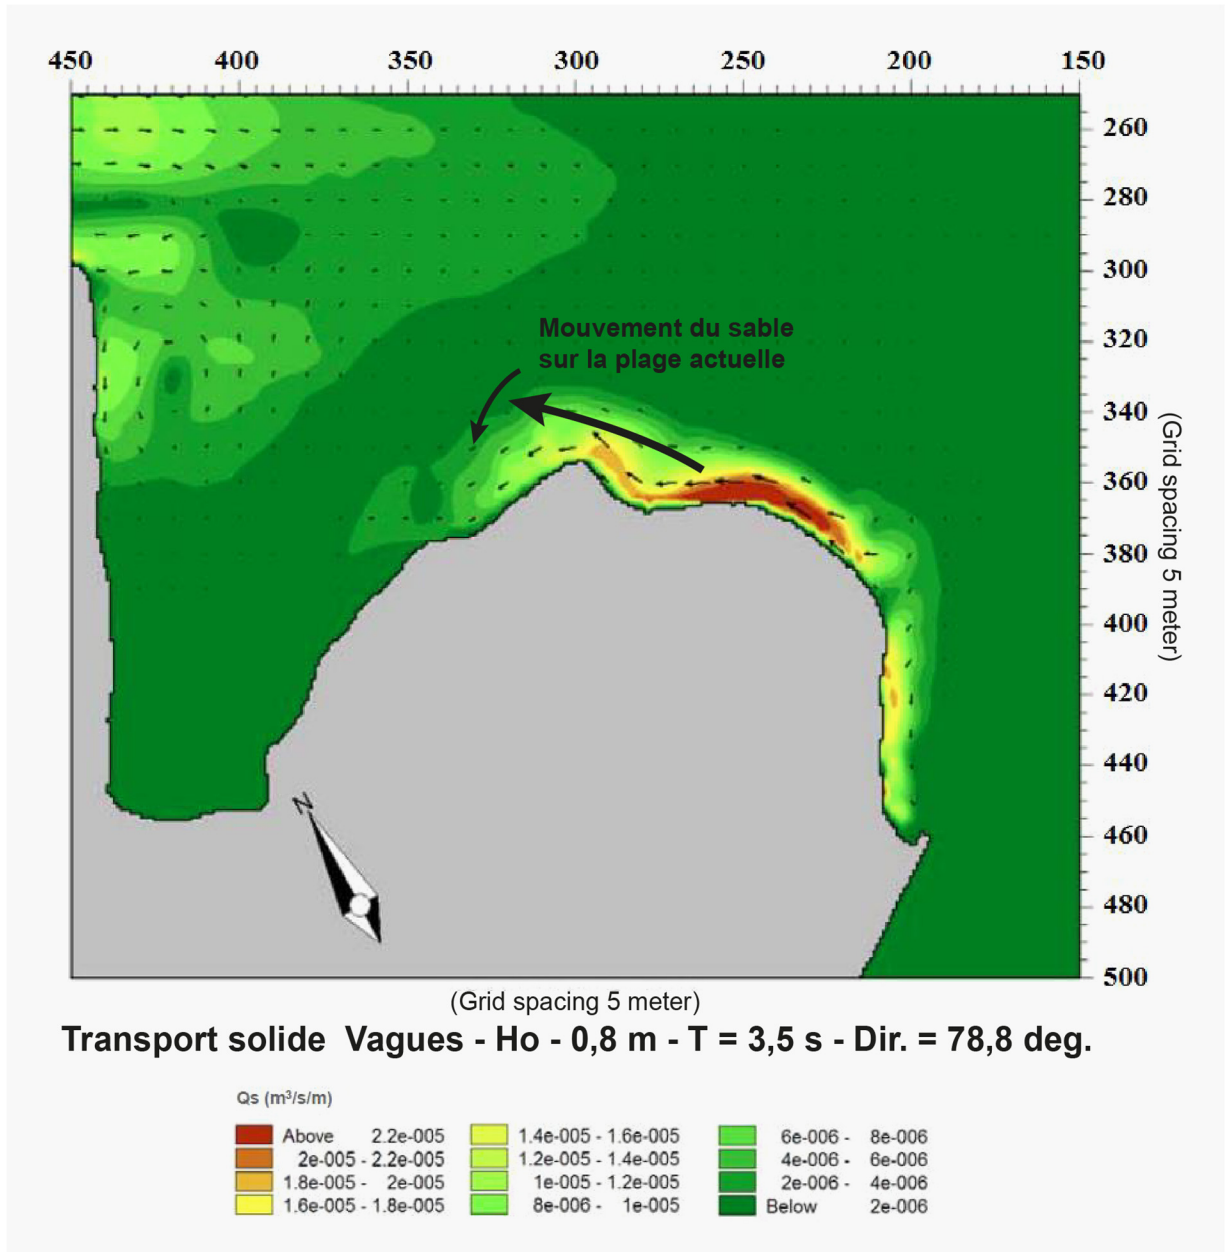 450 400 350 300 250 200 150
260
280
300
Mouvement du sable
sur la plage actuelle
320
340
360
380
400
420
440
460
480
500
(Grid spacing 5 meter)
N
(Grid spacing 5 meter)
Transport solide Vagues - Ho - 0,8 m - T = 3,5 s - Dir. = 78,8 deg.
Qs (m³/s/m)
Above 2.2e-005
2e-005 - 2.2e-005
1.8e-005 - 2e-005
1.6e-005 - 1.8e-005
1.4e-005 - 1.6e-005
1.2e-005 - 1.4e-005
1e-005 - 1.2e-005
8e-006 - 1e-005
6e-006 - 8e-006
4e-006 - 6e-006
2e-006 - 4e-006
Below 2e-006